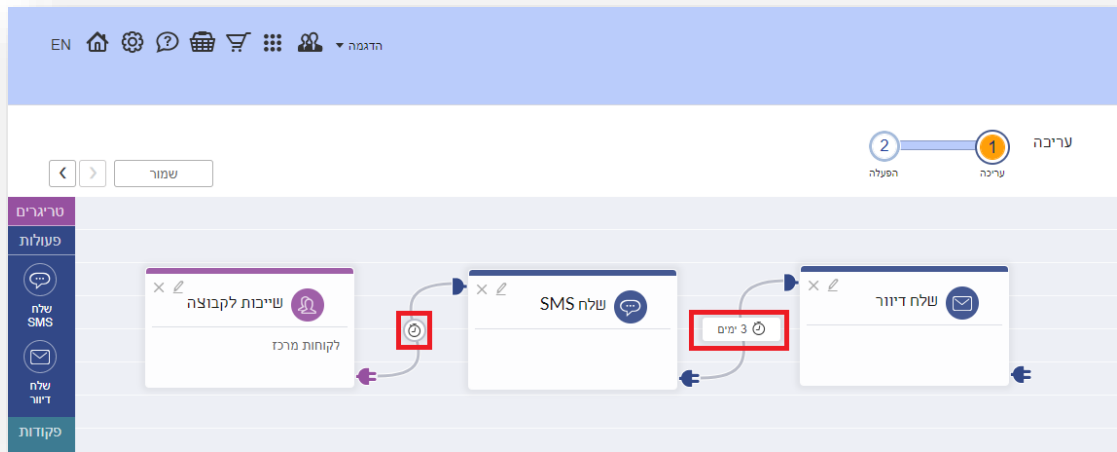 הדגמה
EN
עריכה
1
2
עריכה
הפעלה
שמור
טריגרים
פעולות
שלח
SMS
שלח
דיוור
פקודות
שייכות לקבוצה
לקוחות מרכז
שלח SMS
3 ימים
שלח דיוור